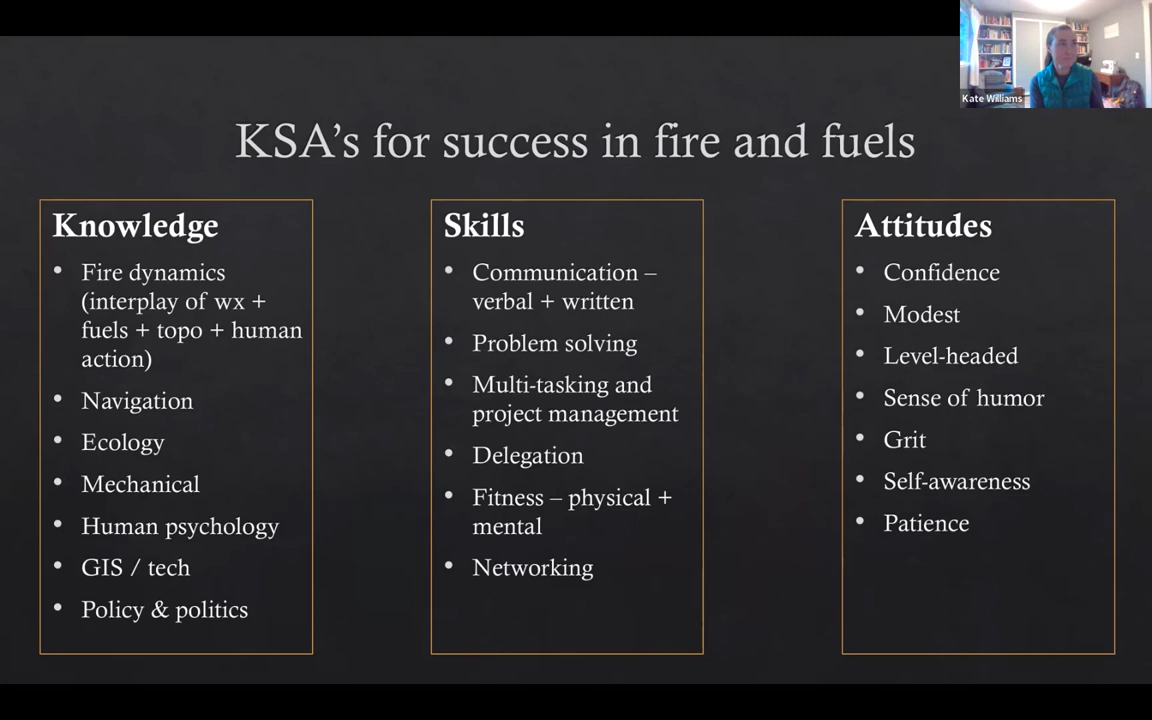 Kate Williams
KSA's for success in fire and fuels
Knowledge
• Fire dynamics
(interplay of wx +
fuels + topo + human
action)
• Navigation
• Ecology
• Mechanical
• Human psychology
• GIS / tech
• Policy & politics
Skills
• Communication –
verbal + written
• Problem solving
• Multi-tasking and
project management
• Delegation
• Fitness – physical +
mental
• Networking
Attitudes
• Confidence
• Modest
• Level-headed
• Sense of humor
• Grit
• Self-awareness
• Patience